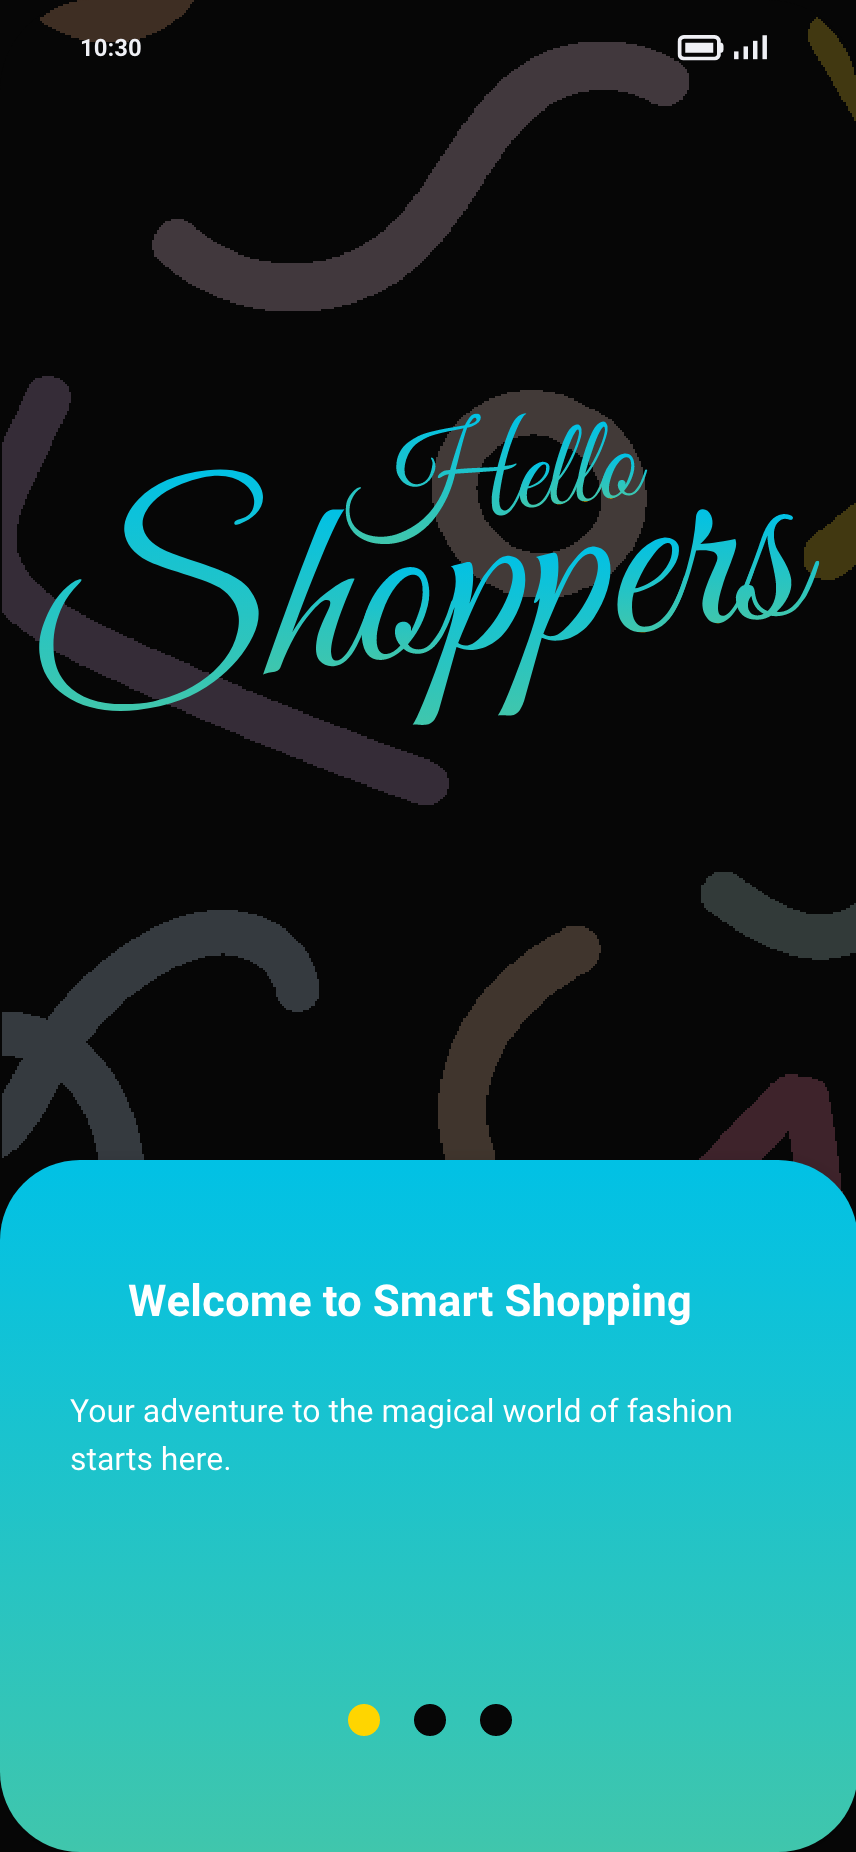 10:30
Hello
Shoppers
Welcome to Smart Shopping
Your adventure to the magical world of fashion
starts here.